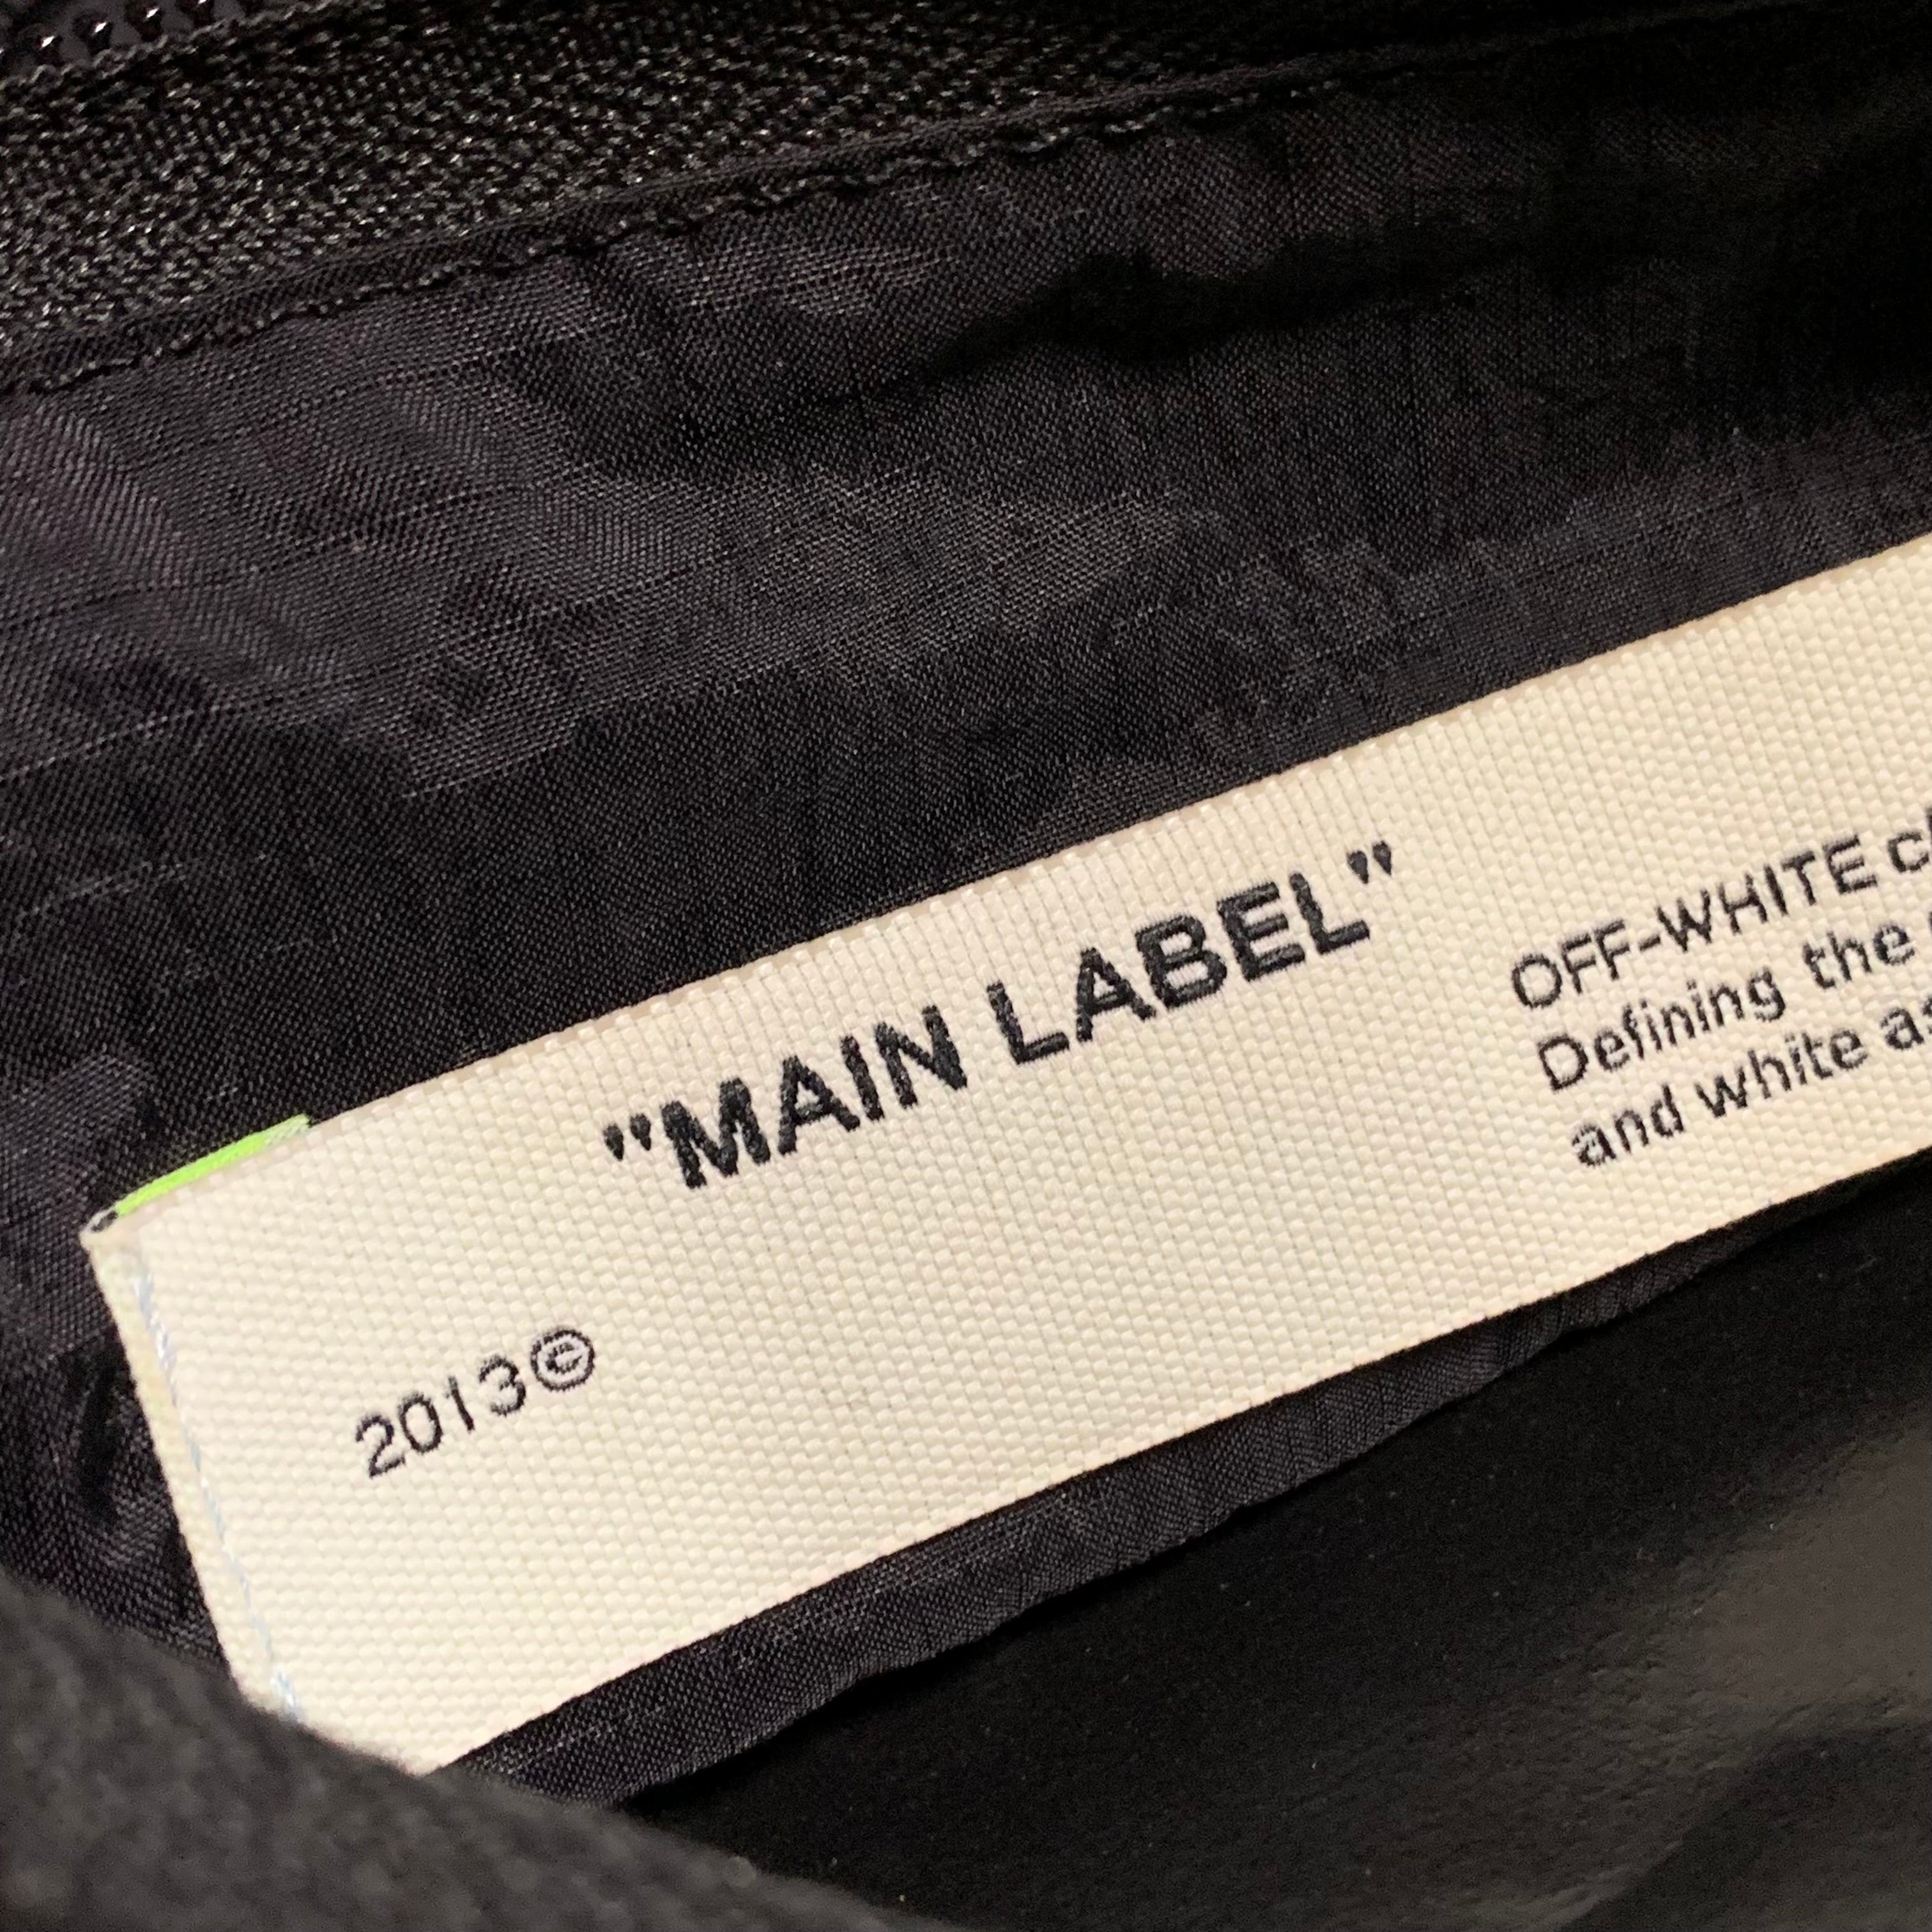 "MAIN LABEL"
OFF-WHITE
Defining the
and white
2013©